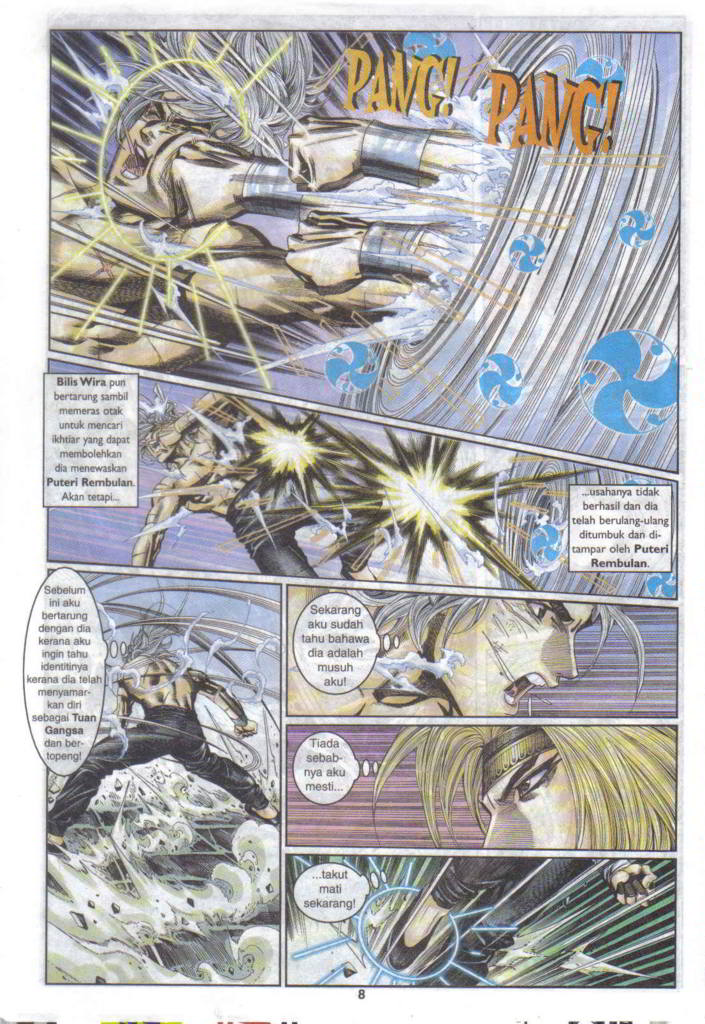 PANG!
PANG!
Bilis Wira pun
bertarung sambil
memeras otak
untuk mencari
ikhtiar yang dapat
membolehkan
dia menewaskan
Puteri Rembulan.
Akan tetapi...
...usahanya tidak
berhasil dan dia
telah berulang-ulang
ditumbuk dan di-
tampar oleh Puteri
Rembulan.
Sebelum
ini aku
bertarung
dengan dia
kerana aku
ingin tahu
identitinya
kerana dia telah
menyamar-
kan diri
sebagai Tuan
Gangsa
dan ber-
topeng!
Sekarang
aku sudah
tahu bahawa
dia adalah
musuh
aku!
Tiada
sebab-
nya aku
mesti...
...takut
mati
sekarang!
8